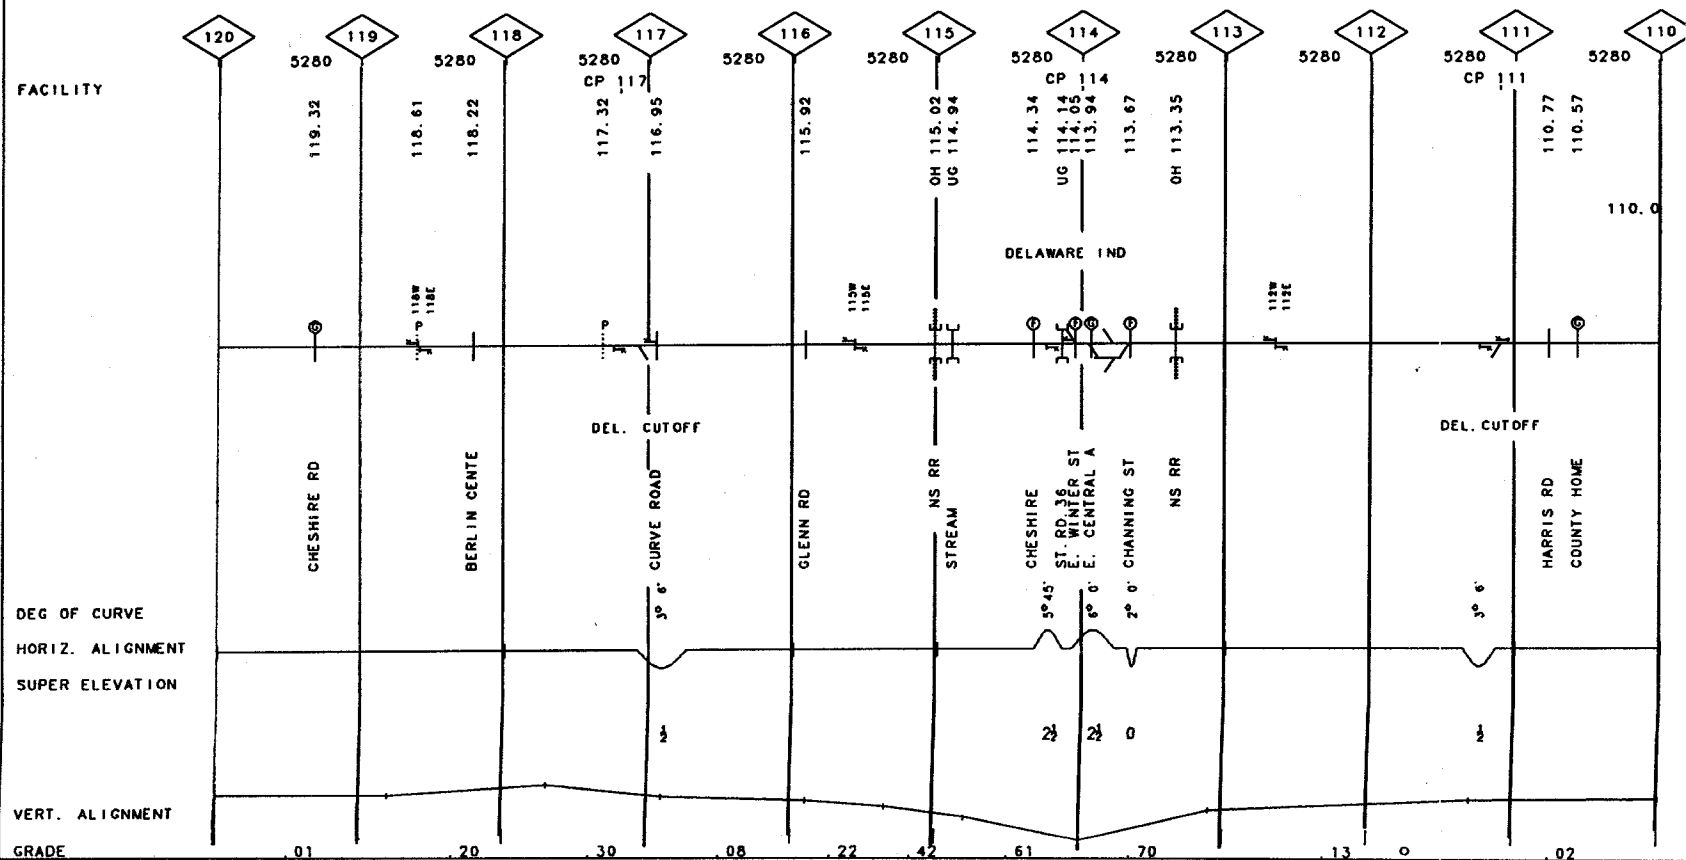 120 119 118 117 116 115 114 113 112 111 110
5280 5280 5280 5280 5280 5280 5280 5280 5280 5280
CP 117 CP 114 CP 111
FACILITY
119.32
118.61
118.22
117.32
116.95
115.92
OH 115.02
UG 114.94
114.34
UG 114.14
114.05
113.94
113.67
OH 113.35
110.77
110.57
110.0
DELAWARE IND
118W
118E
115W
115E
112W
112E
G P P F F G F G
DEL. CUTOFF
DEL. CUTOFF
CHESHIRE RD
BERLIN CENTE
CURVE ROAD
GLENN RD
NS RR
STREAM
CHESHIRE
ST. RD. 36
E. WINTER ST
E. CENTRAL A
CHANNING ST
NS RR
HARRIS RD
COUNTY HOME
DEG OF CURVE
3° 6' 5°45' 6° 0' 2° 0' 3° 6'
HORIZ. ALIGNMENT
SUPER ELEVATION
½ 2½ 2½ 0 ½
VERT. ALIGNMENT
GRADE .01 .20 .30 .08 .22 .42 .61 .70 .13 0 .02